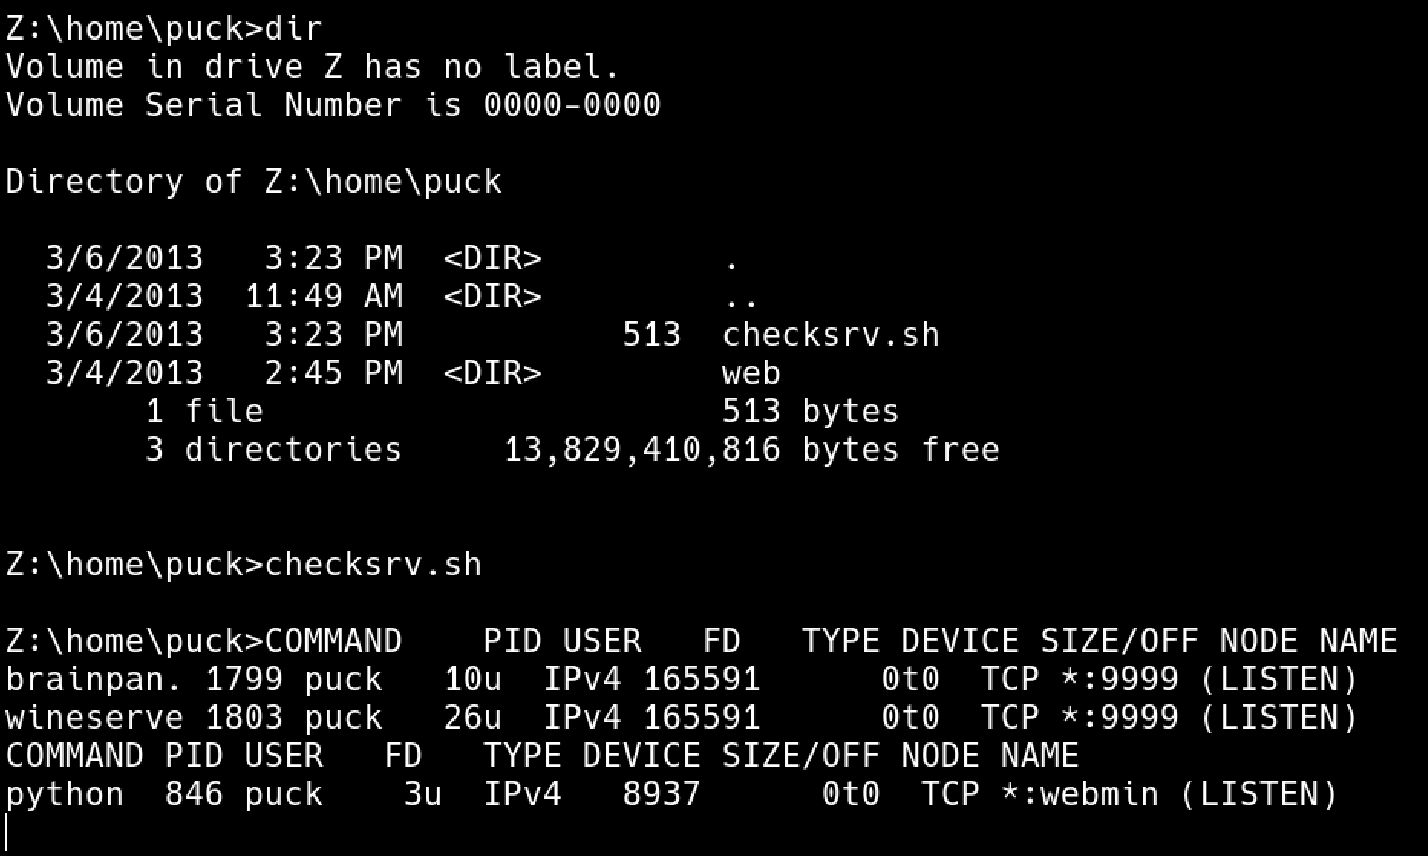 Z:\home\puck>dir
Volume in drive Z has no label.
Volume Serial Number is 0000-0000
Directory of Z:\home\puck
3/6/2013   3:23 PM  <DIR>         .
3/4/2013  11:49 AM  <DIR>         ..
3/6/2013   3:23 PM           513  checksrv.sh
3/4/2013   2:45 PM  <DIR>         web
1 file                       513 bytes
3 directories     13,829,410,816 bytes free
Z:\home\puck>checksrv.sh
Z:\home\puck>COMMAND    PID USER   FD   TYPE DEVICE SIZE/OFF NODE NAME
brainpan. 1799 puck   10u  IPv4 165591      0t0  TCP *:9999 (LISTEN)
wineserve 1803 puck   26u  IPv4 165591      0t0  TCP *:9999 (LISTEN)
COMMAND PID USER   FD   TYPE DEVICE SIZE/OFF NODE NAME
python  846 puck    3u  IPv4   8937      0t0  TCP *:webmin (LISTEN)